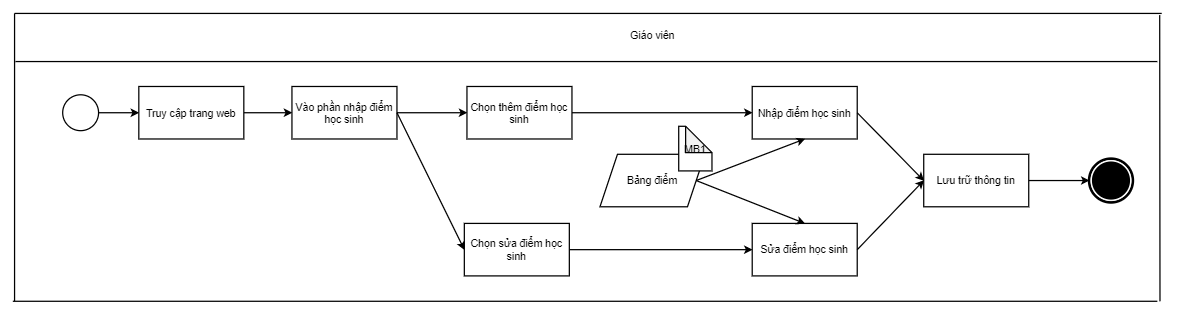 Giáo viên
Truy cập trang web
Vào phần nhập điểm
học sinh
Chọn thêm điểm học
sinh
Nhập điểm học sinh
MB1
Bảng điểm
Lưu trữ thông tin
Chọn sửa điểm học
sinh
Sửa điểm học sinh